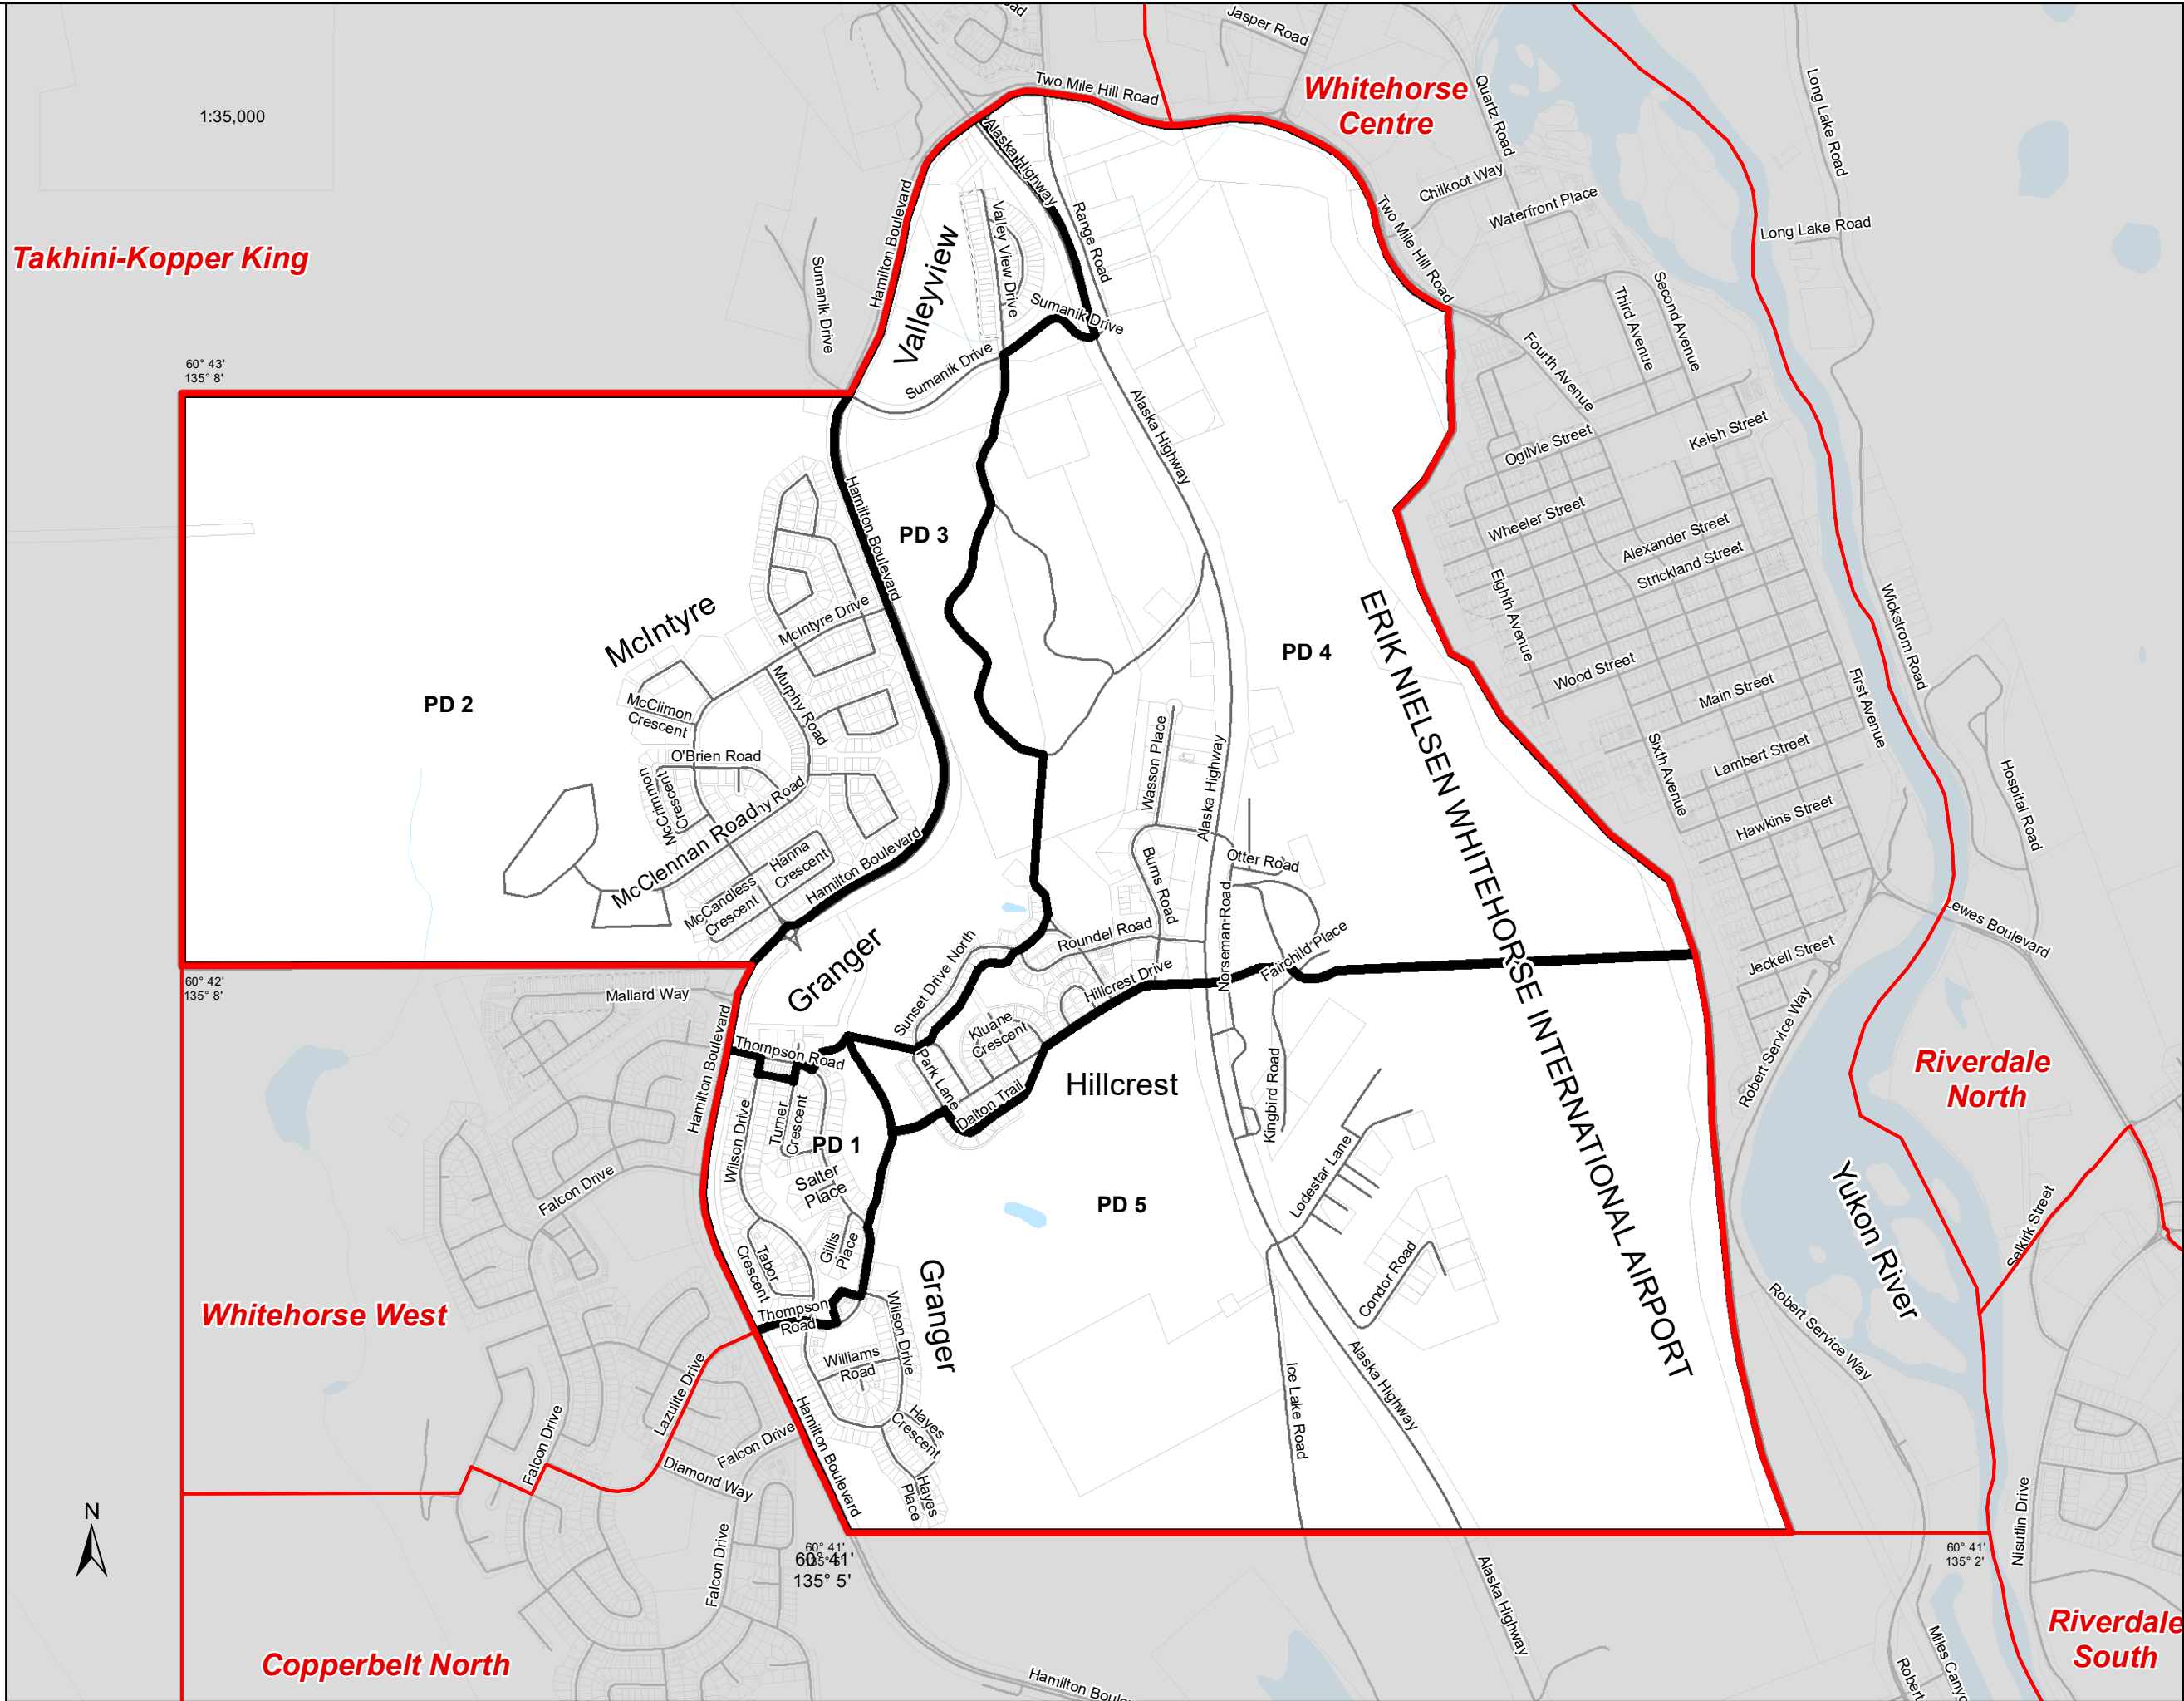 Jasper Road
Two Mile Hill Road
Whitehorse
Centre
Quartz Road
Long Lake Road
1:35,000
Alaska Highway
Chilkoot Way
Waterfront Place
Long Lake Road
Takhini-Kopper King
Hamilton Boulevard
Valley View Drive
Range Road
Two Mile Hill Road
Sumanik Drive
Valleyview
Sumanik Drive
Third Avenue
Second Avenue
60° 43'
135° 8'
Sumanik Drive
Fourth Avenue
Alaska Highway
Ogilvie Street
Keish Street
Hamilton Boulevard
PD 3
Wheeler Street
Alexander Street
Strickland Street
Eighth Avenue
McIntyre
McIntyre Drive
PD 4
ERIK NIELSEN WHITEHORSE INTERNATIONAL AIRPORT
Wickstrom Road
Wood Street
Main Street
First Avenue
PD 2
McClimon
Crescent
Murphy Road
O'Brien Road
Wasson Place
Alaska Highway
Sixth Avenue
Lambert Street
Hospital Road
McCrimmon
Crescent
McClennan Road
hy Road
Hawkins Street
Hanna
Crescent
Hamilton Boulevard
McCandless
Crescent
Burns Road
Otter Road
Norseman Road
Lewes Boulevard
Granger
Sunset Drive North
Roundel Road
Fairchild Place
Jeckell Street
60° 42'
135° 8'
Mallard Way
Hillcrest Drive
Hamilton Boulevard
Kluane
Crescent
Robert Service Way
Thompson Road
Park Lane
Dalton Trail
Hillcrest
Kingbird Road
Riverdale
North
Wilson Drive
Turner
Crescent
PD 1
Falcon Drive
Salter
Place
PD 5
Lodestar Lane
Yukon River
Selkirk Street
Gillis
Place
Tabor
Crescent
Condor Road
Whitehorse West
Thompson
Road
Granger
Wilson Drive
Robert Service Way
Williams
Road
Lazulite Drive
Ice Lake Road
Alaska Highway
Hamilton Boulevard
Hayes
Crescent
Falcon Drive
Falcon Drive
Diamond Way
Hayes
Place
N
Falcon Drive
60° 41'
60° 41'
135° 5'
60° 41'
135° 2'
Nisutlin Drive
Alaska Highway
Copperbelt North
Hamilton Boule
Robert
Miles Canyo
Riverdale
South